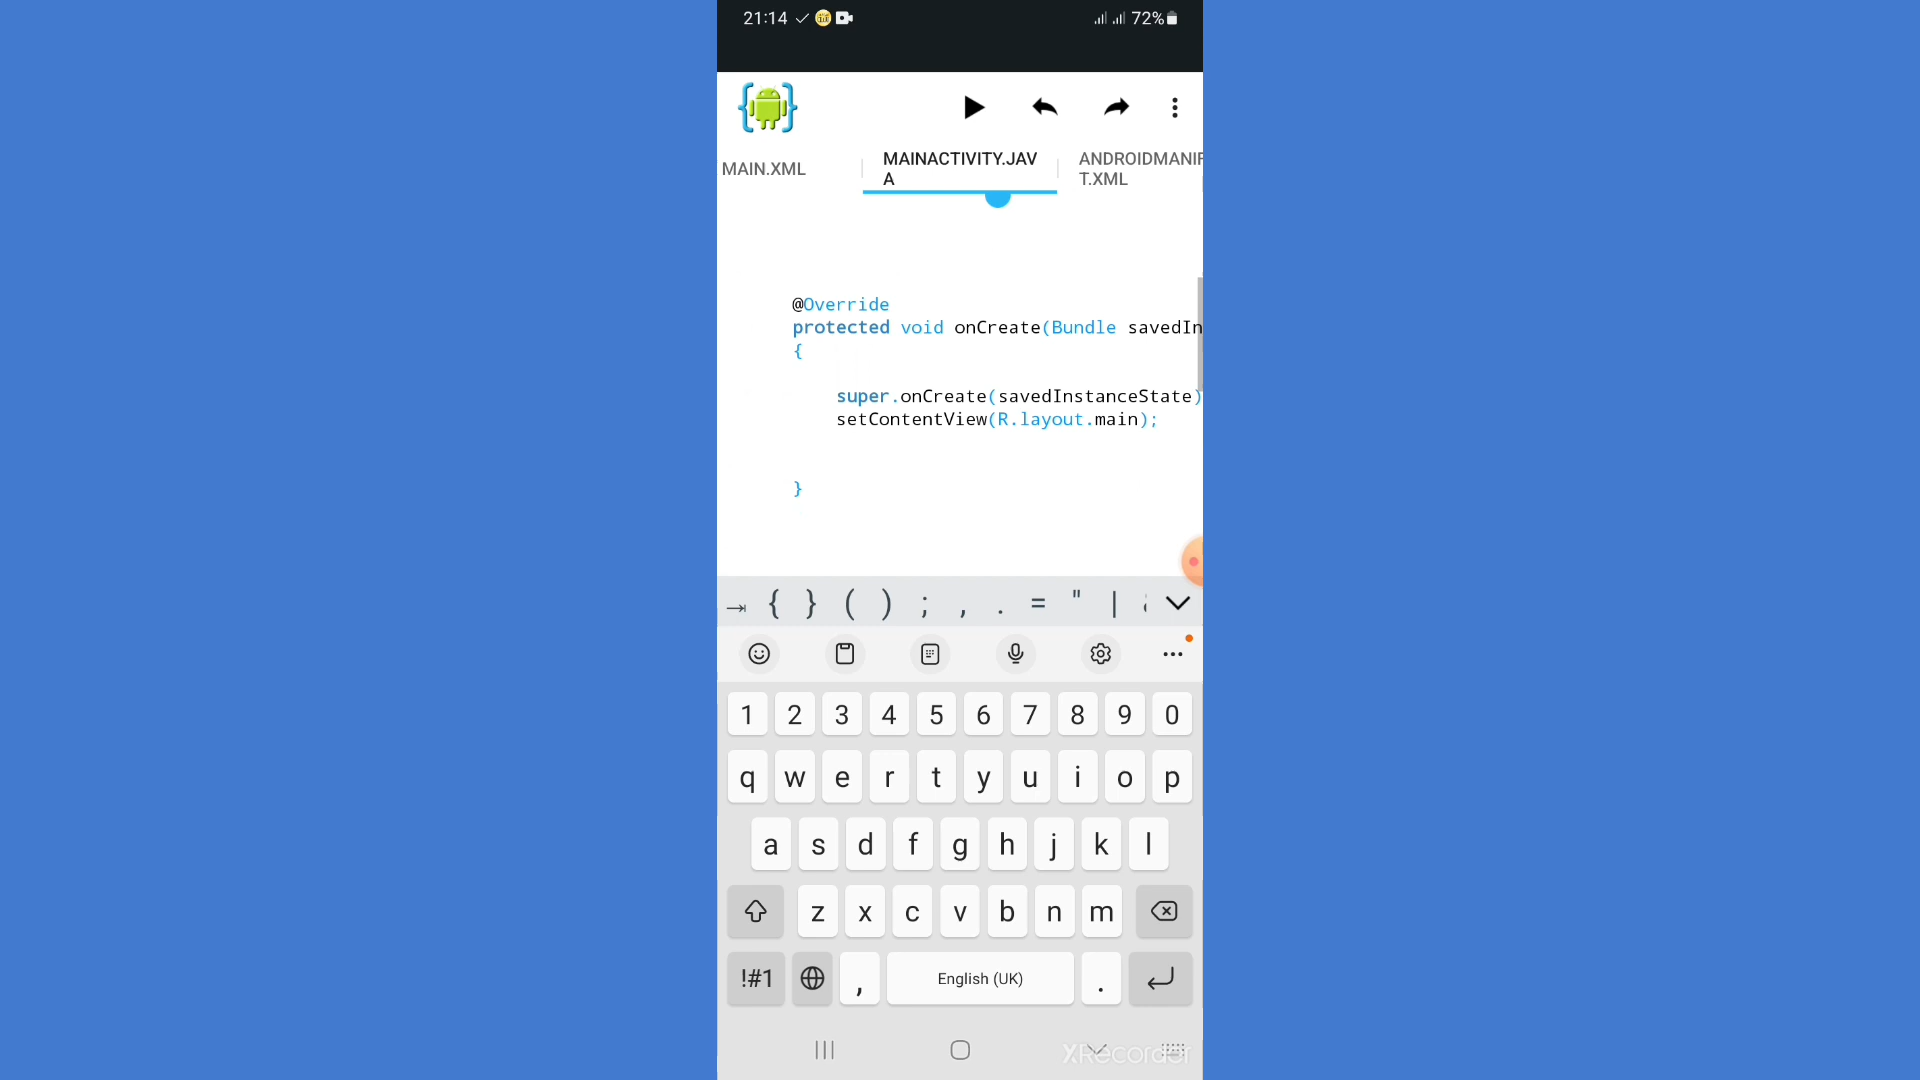 21:14 72%
MAIN.XML
MAINACTIVITY.JAV
A
ANDROIDMANIF
T.XML
@Override
protected void onCreate(Bundle savedIn
{
super.onCreate(savedInstanceState)
setContentView(R.layout.main);
}
{ } ( ) ; , . = " |
1 2 3 4 5 6 7 8 9 0
q w e r t y u i o p
a s d f g h j k l
z x c v b n m
!#1 , English (UK) .
XRecorder